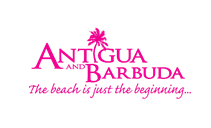 ANTIGUA
AND BARBUDA
The beach is just the beginning...